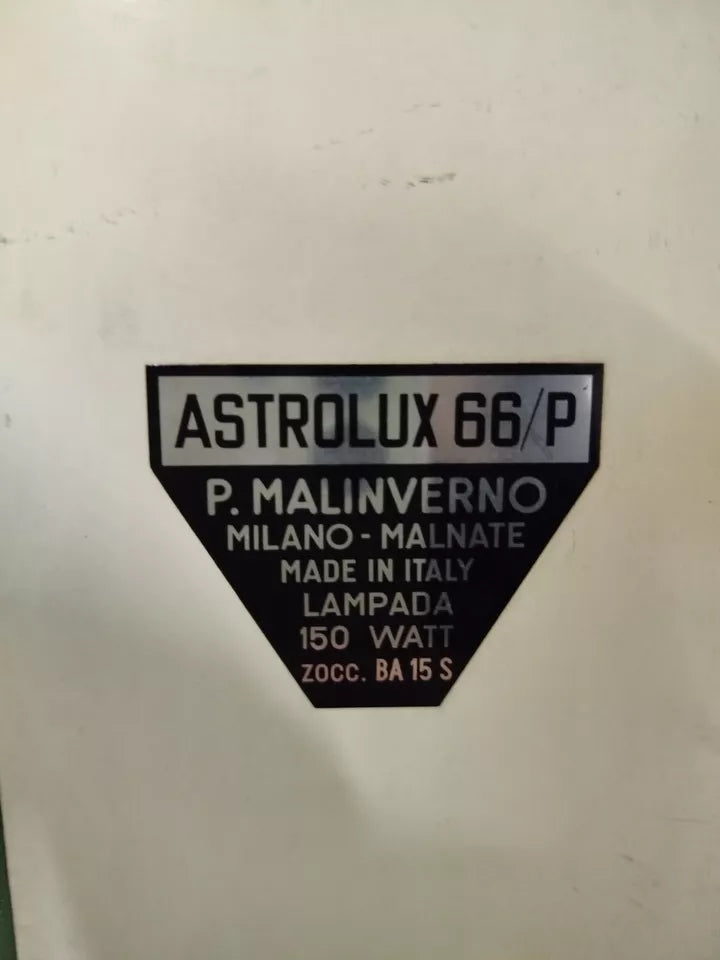 ASTROLUX 66/P
P. MALINVERNO
MILANO - MALNATE
MADE IN ITALY
LAMPADA
150 WATT
ZOCC. BA 15 S